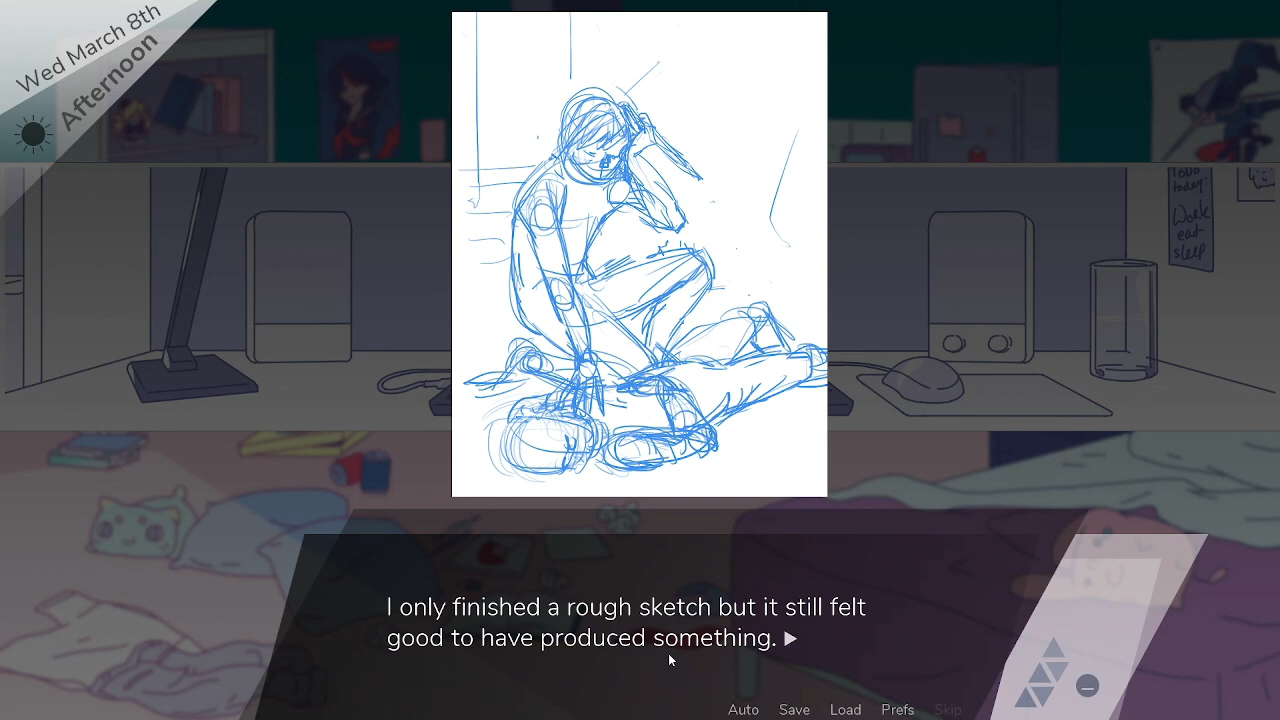 Wed March 8th
Afternoon
ToDo
today:
Work
eat
sleep
I only finished a rough sketch but it still felt
good to have produced something.
Auto Save Load Prefs Skip